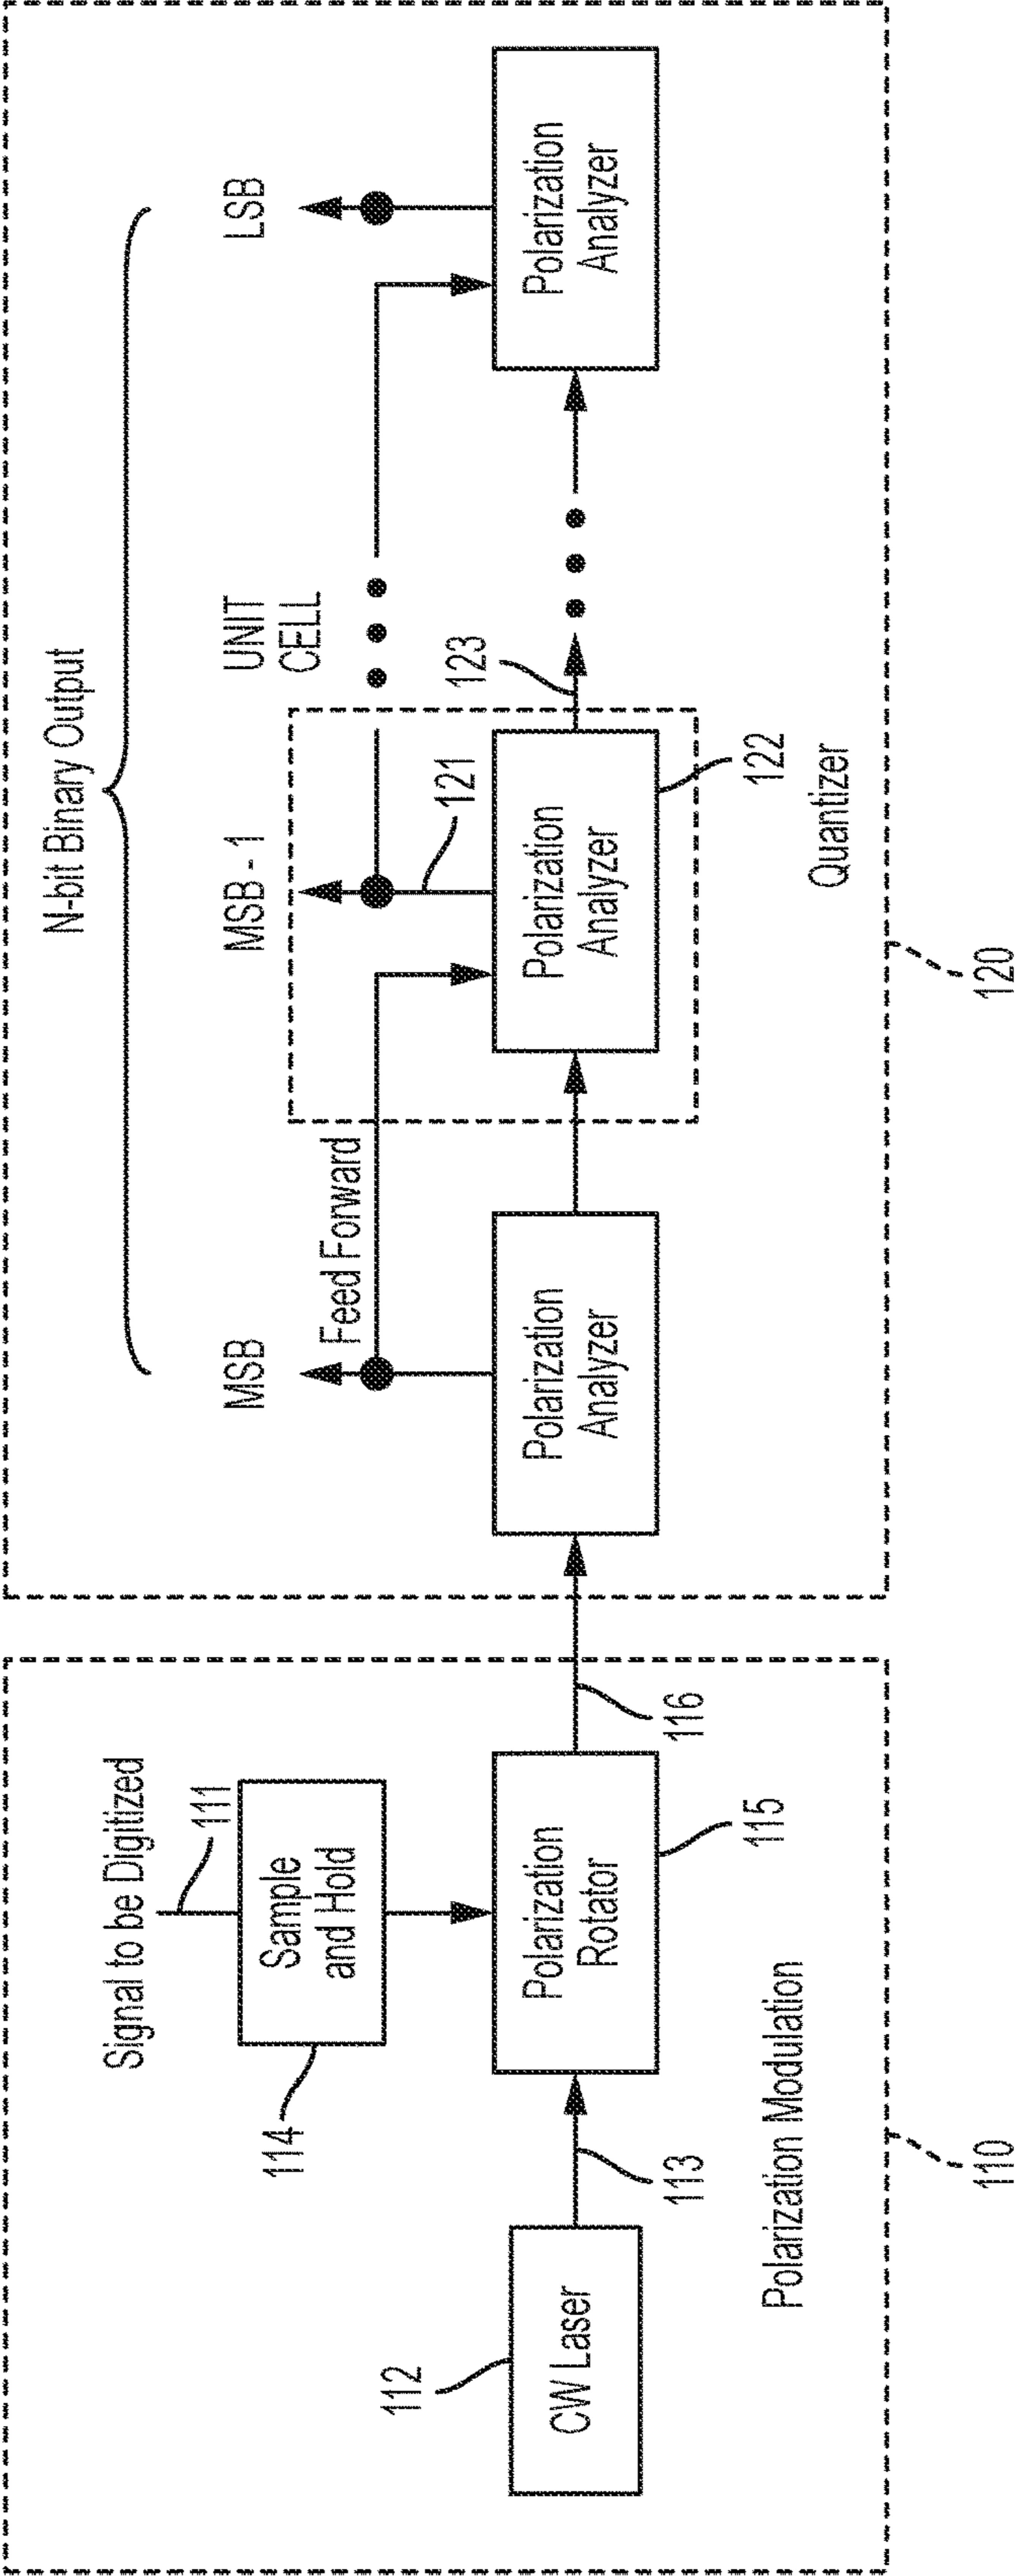 Signal to be Digitized
111
Sample
and Hold
114
112
CW Laser
113
Polarization
Rotator
115
116
Polarization Modulation
110
N-bit Binary Output
MSB
MSB - 1
UNIT
CELL
LSB
Feed Forward
121
123
Polarization
Analyzer
Polarization
Analyzer
122
Polarization
Analyzer
Quantizer
120